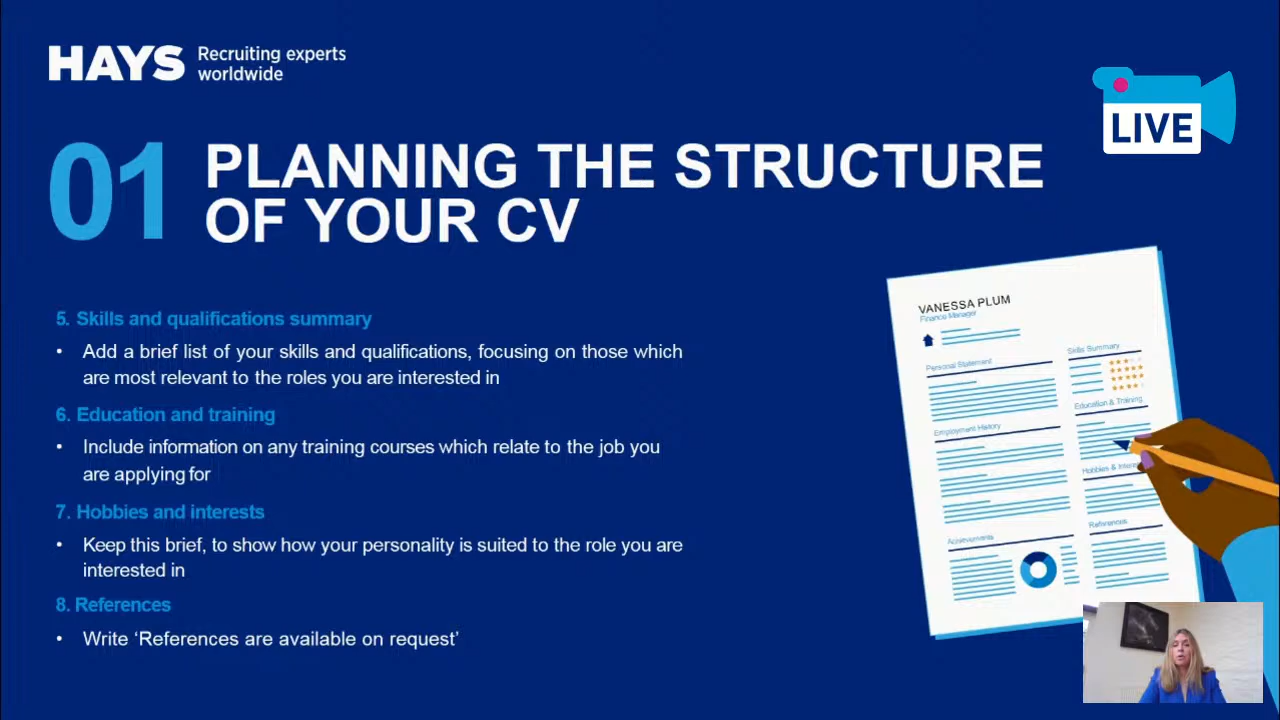 HAYS Recruiting experts
worldwide
LIVE
01 PLANNING THE STRUCTURE
OF YOUR CV
5. Skills and qualifications summary
• Add a brief list of your skills and qualifications, focusing on those which
are most relevant to the roles you are interested in
6. Education and training
• Include information on any training courses which relate to the job you
are applying for
7. Hobbies and interests
• Keep this brief, to show how your personality is suited to the role you are
interested in
8. References
• Write ‘References are available on request’
VANESSA PLUM
Finance Manager
Personal Statement
Employment History
Achievements
Skills Summary
Education & Training
Hobbies &
References